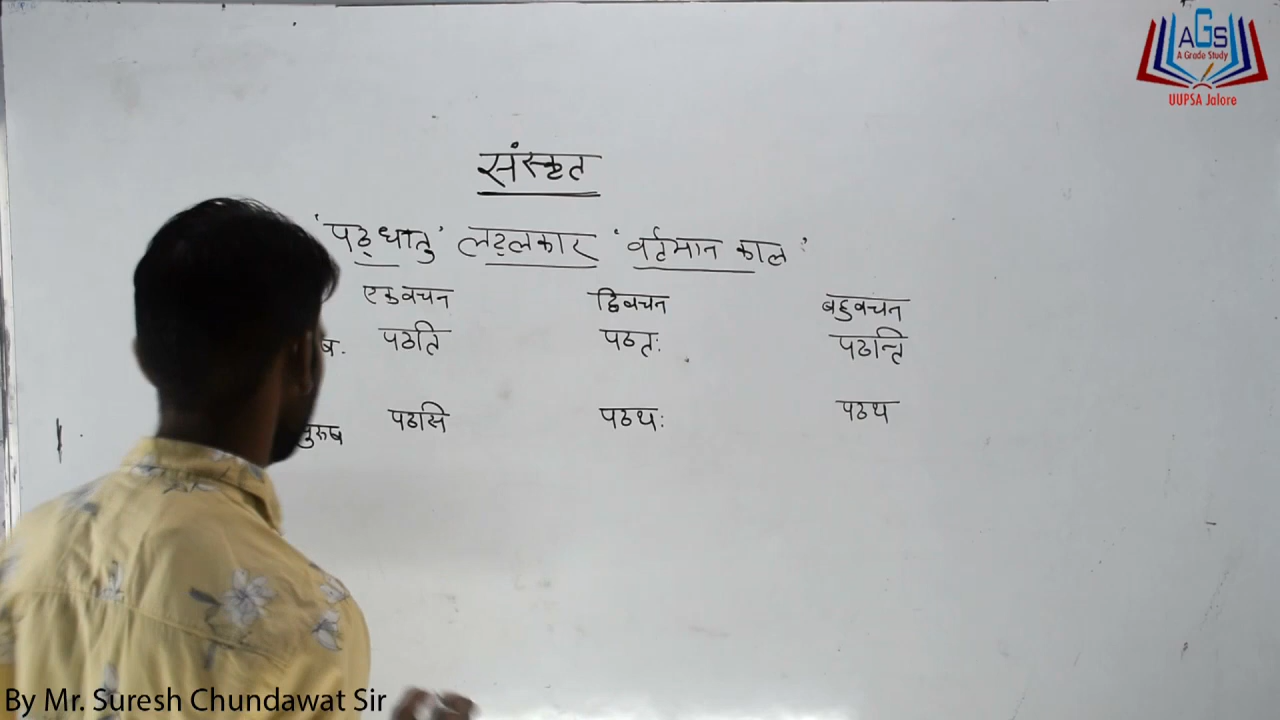 AGS
A Grade Study
UUPSA Jalore
संस्कृत
'पठ् धातु' लट्लकार 'वर्तमान काल'
एकवचन द्विवचन बहुवचन
ष. पठति पठतः पठन्ति
पुरुष पठसि पठथः पठथ
By Mr. Suresh Chundawat Sir